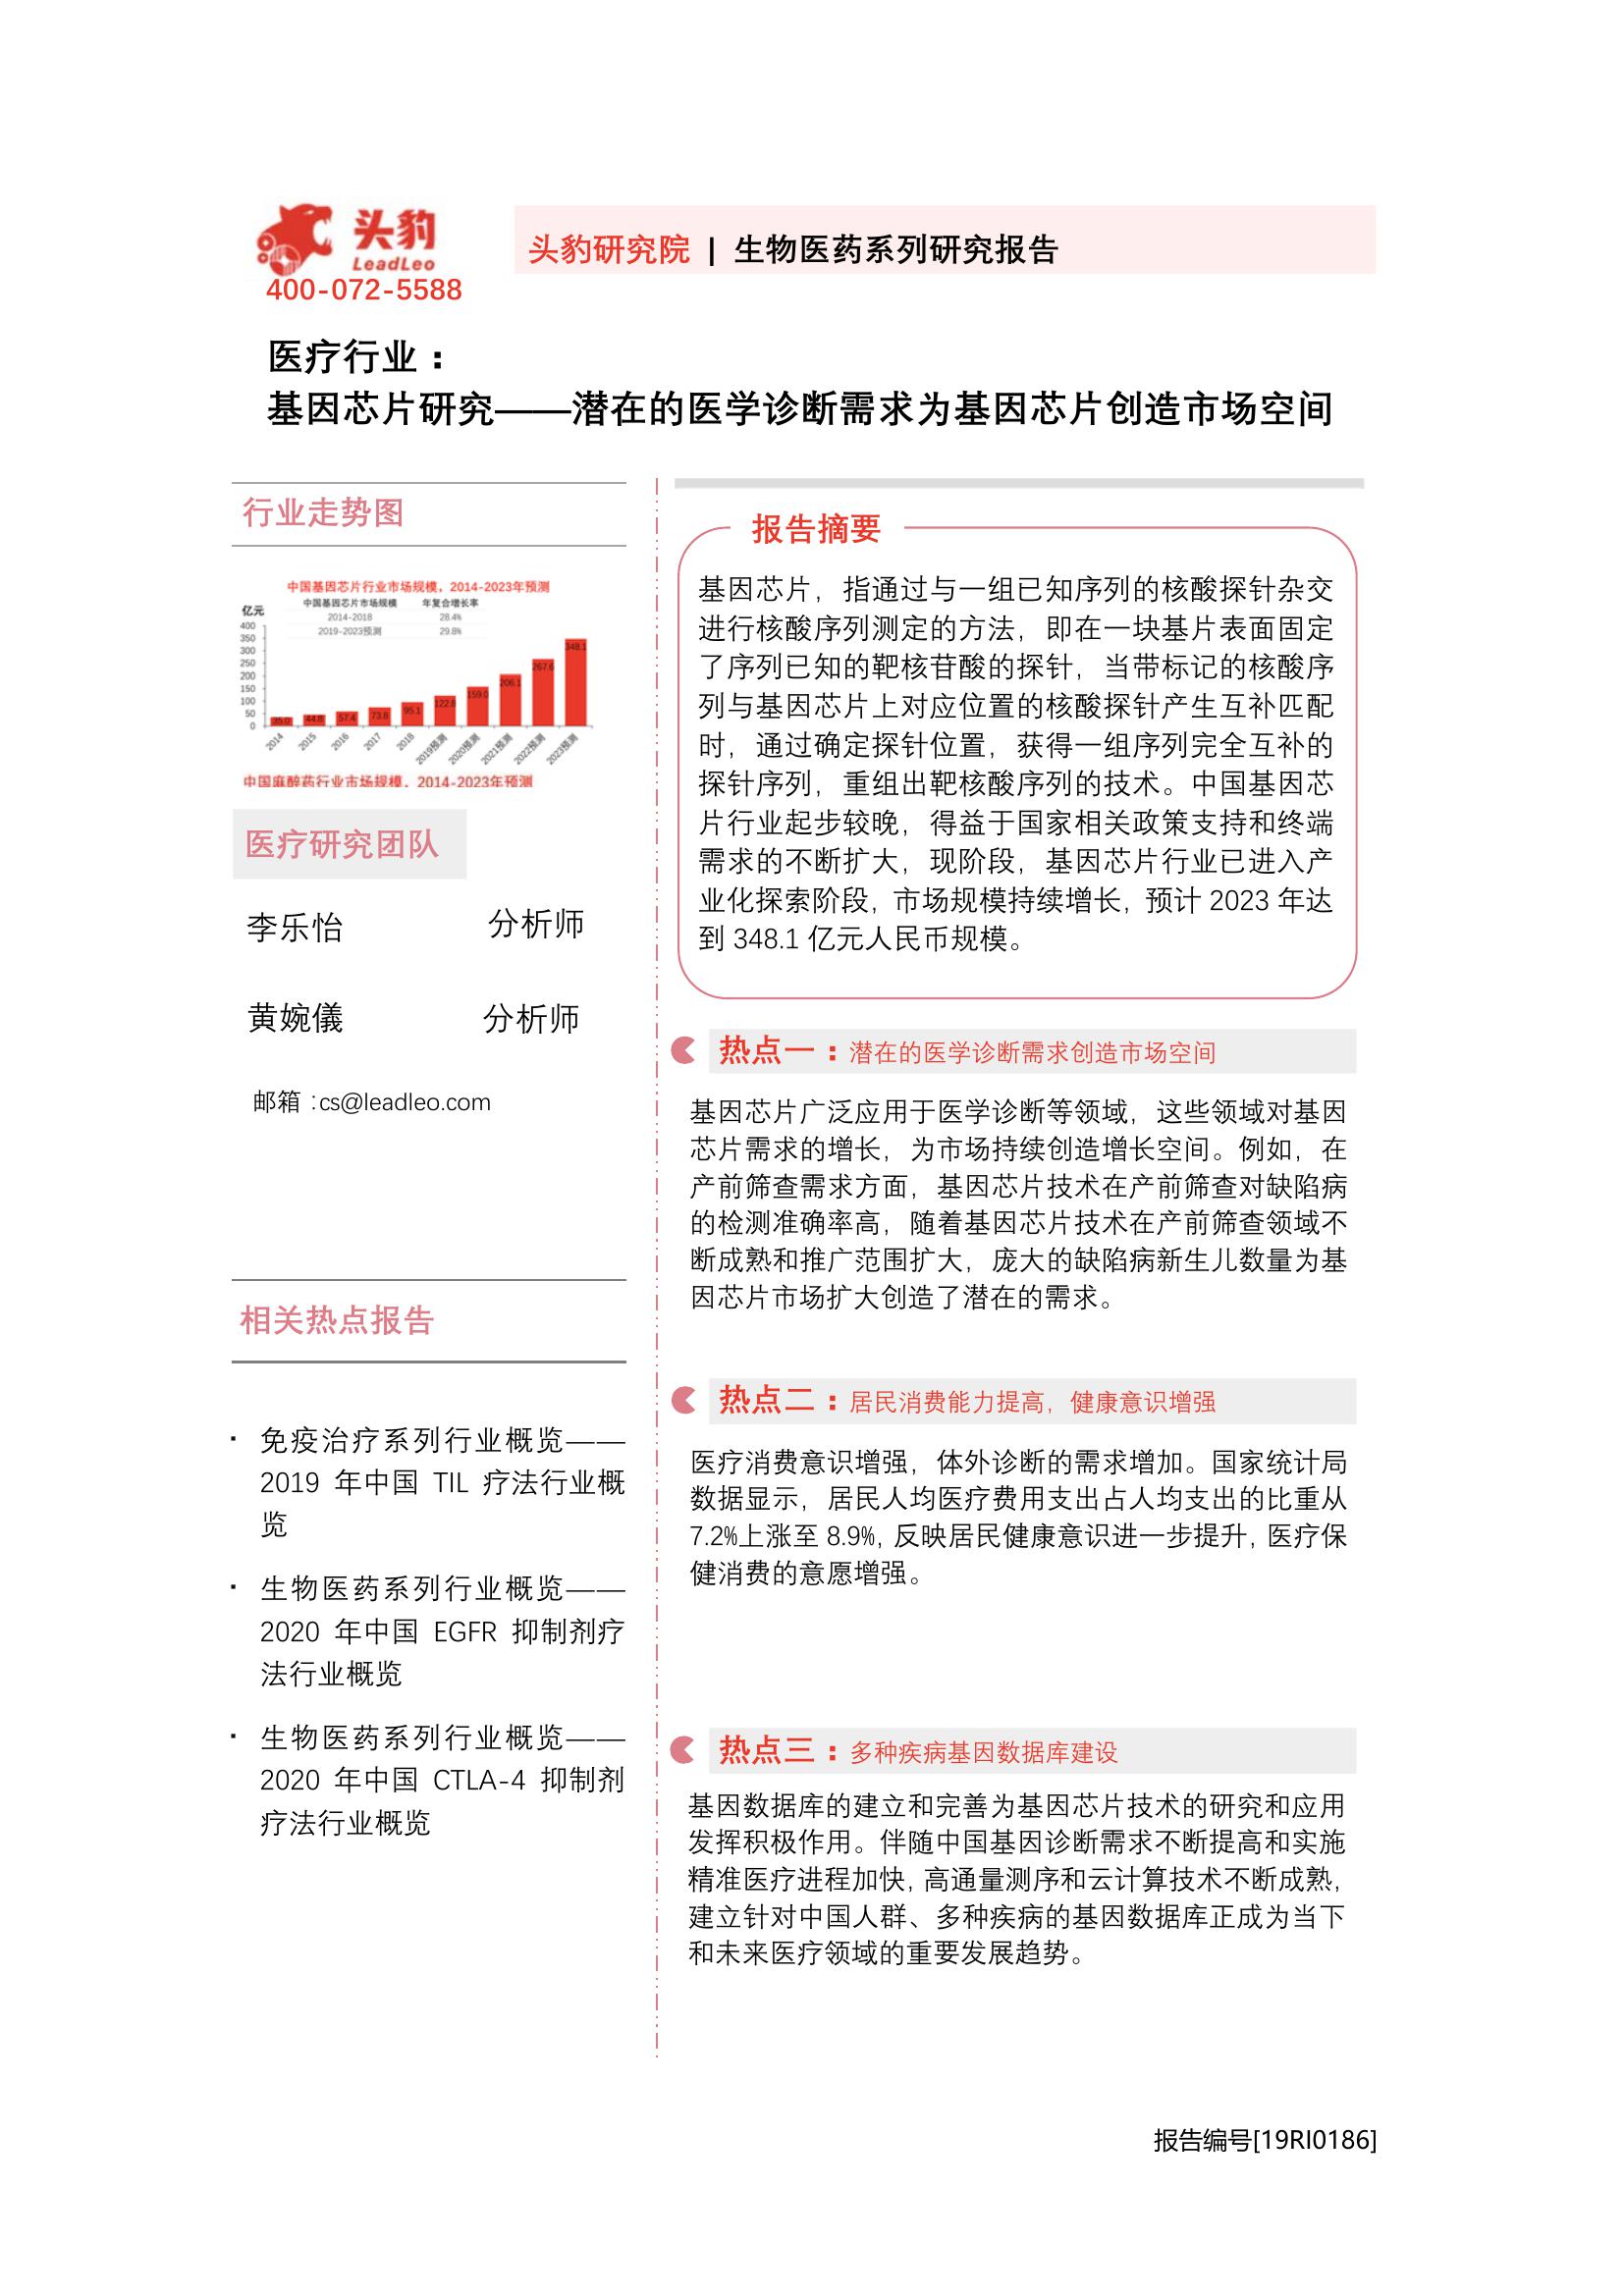 头豹
LeadLeo
400-072-5588
头豹研究院 | 生物医药系列研究报告
医疗行业：
基因芯片研究——潜在的医学诊断需求为基因芯片创造市场空间
行业走势图
中国基因芯片行业市场规模，2014-2023年预测
中国基因芯片市场规模 年复合增长率
2014-2018 28.4%
2019-2023预测 29.8%
亿元
400
350
300
250
200
150
100
50
0
35.0 44.8 57.4 73.8 95.1 122.8 159.0 206.1 267.6 348.1
2014 2015 2016 2017 2018 2019预测 2020预测 2021预测 2022预测 2023预测
中国麻醉药行业市场规模，2014-2023年预测
医疗研究团队
李乐怡 分析师
黄婉儀 分析师
邮箱：cs@leadleo.com
相关热点报告
· 免疫治疗系列行业概览——
2019 年中国 TIL 疗法行业概
览
· 生物医药系列行业概览——
2020 年中国 EGFR 抑制剂疗
法行业概览
· 生物医药系列行业概览——
2020 年中国 CTLA-4 抑制剂
疗法行业概览
报告摘要
基因芯片，指通过与一组已知序列的核酸探针杂交
进行核酸序列测定的方法，即在一块基片表面固定
了序列已知的靶核苷酸的探针，当带标记的核酸序
列与基因芯片上对应位置的核酸探针产生互补匹配
时，通过确定探针位置，获得一组序列完全互补的
探针序列，重组出靶核酸序列的技术。中国基因芯
片行业起步较晚，得益于国家相关政策支持和终端
需求的不断扩大，现阶段，基因芯片行业已进入产
业化探索阶段，市场规模持续增长，预计 2023 年达
到 348.1 亿元人民币规模。
热点一：潜在的医学诊断需求创造市场空间
基因芯片广泛应用于医学诊断等领域，这些领域对基因
芯片需求的增长，为市场持续创造增长空间。例如，在
产前筛查需求方面，基因芯片技术在产前筛查对缺陷病
的检测准确率高，随着基因芯片技术在产前筛查领域不
断成熟和推广范围扩大，庞大的缺陷病新生儿数量为基
因芯片市场扩大创造了潜在的需求。
热点二：居民消费能力提高，健康意识增强
医疗消费意识增强，体外诊断的需求增加。国家统计局
数据显示，居民人均医疗费用支出占人均支出的比重从
7.2%上涨至 8.9%，反映居民健康意识进一步提升，医疗保
健消费的意愿增强。
热点三：多种疾病基因数据库建设
基因数据库的建立和完善为基因芯片技术的研究和应用
发挥积极作用。伴随中国基因诊断需求不断提高和实施
精准医疗进程加快，高通量测序和云计算技术不断成熟，
建立针对中国人群、多种疾病的基因数据库正成为当下
和未来医疗领域的重要发展趋势。
报告编号[19RI0186]